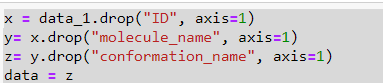 x = data_1.drop("ID", axis=1)
y= x.drop("molecule_name", axis=1)
z= y.drop("conformation_name", axis=1)
data = z